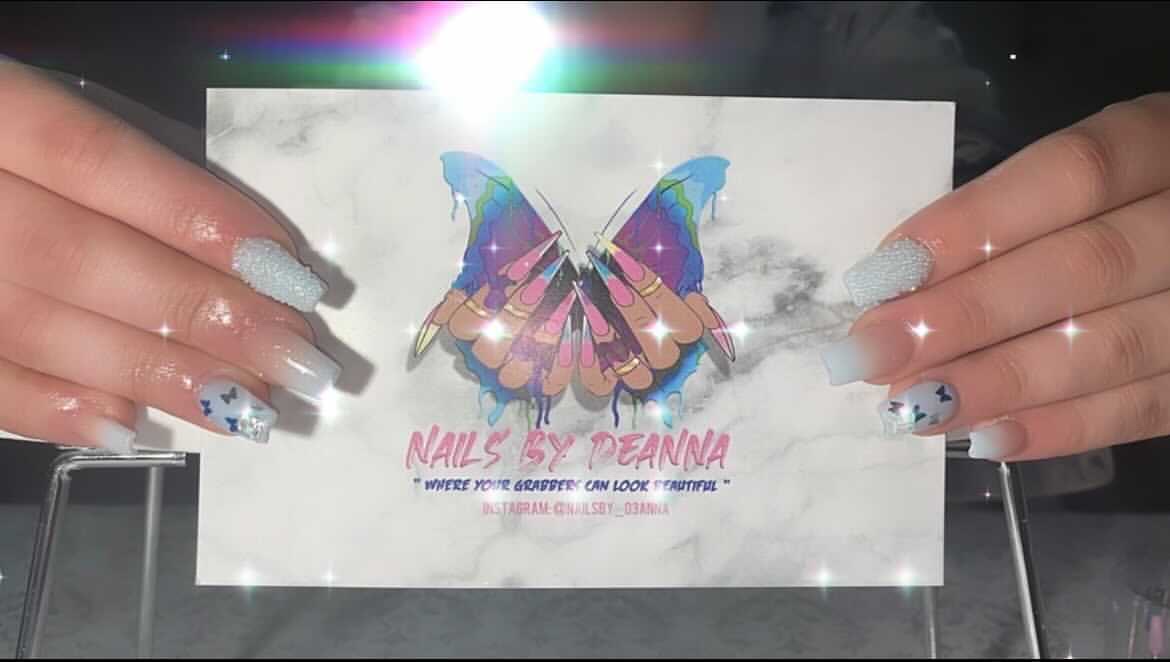 NAILS BY DEANNA
" WHERE YOUR GRABBERS CAN LOOK BEAUTIFUL "
INSTAGRAM: @NAILSBY_D3ANNA